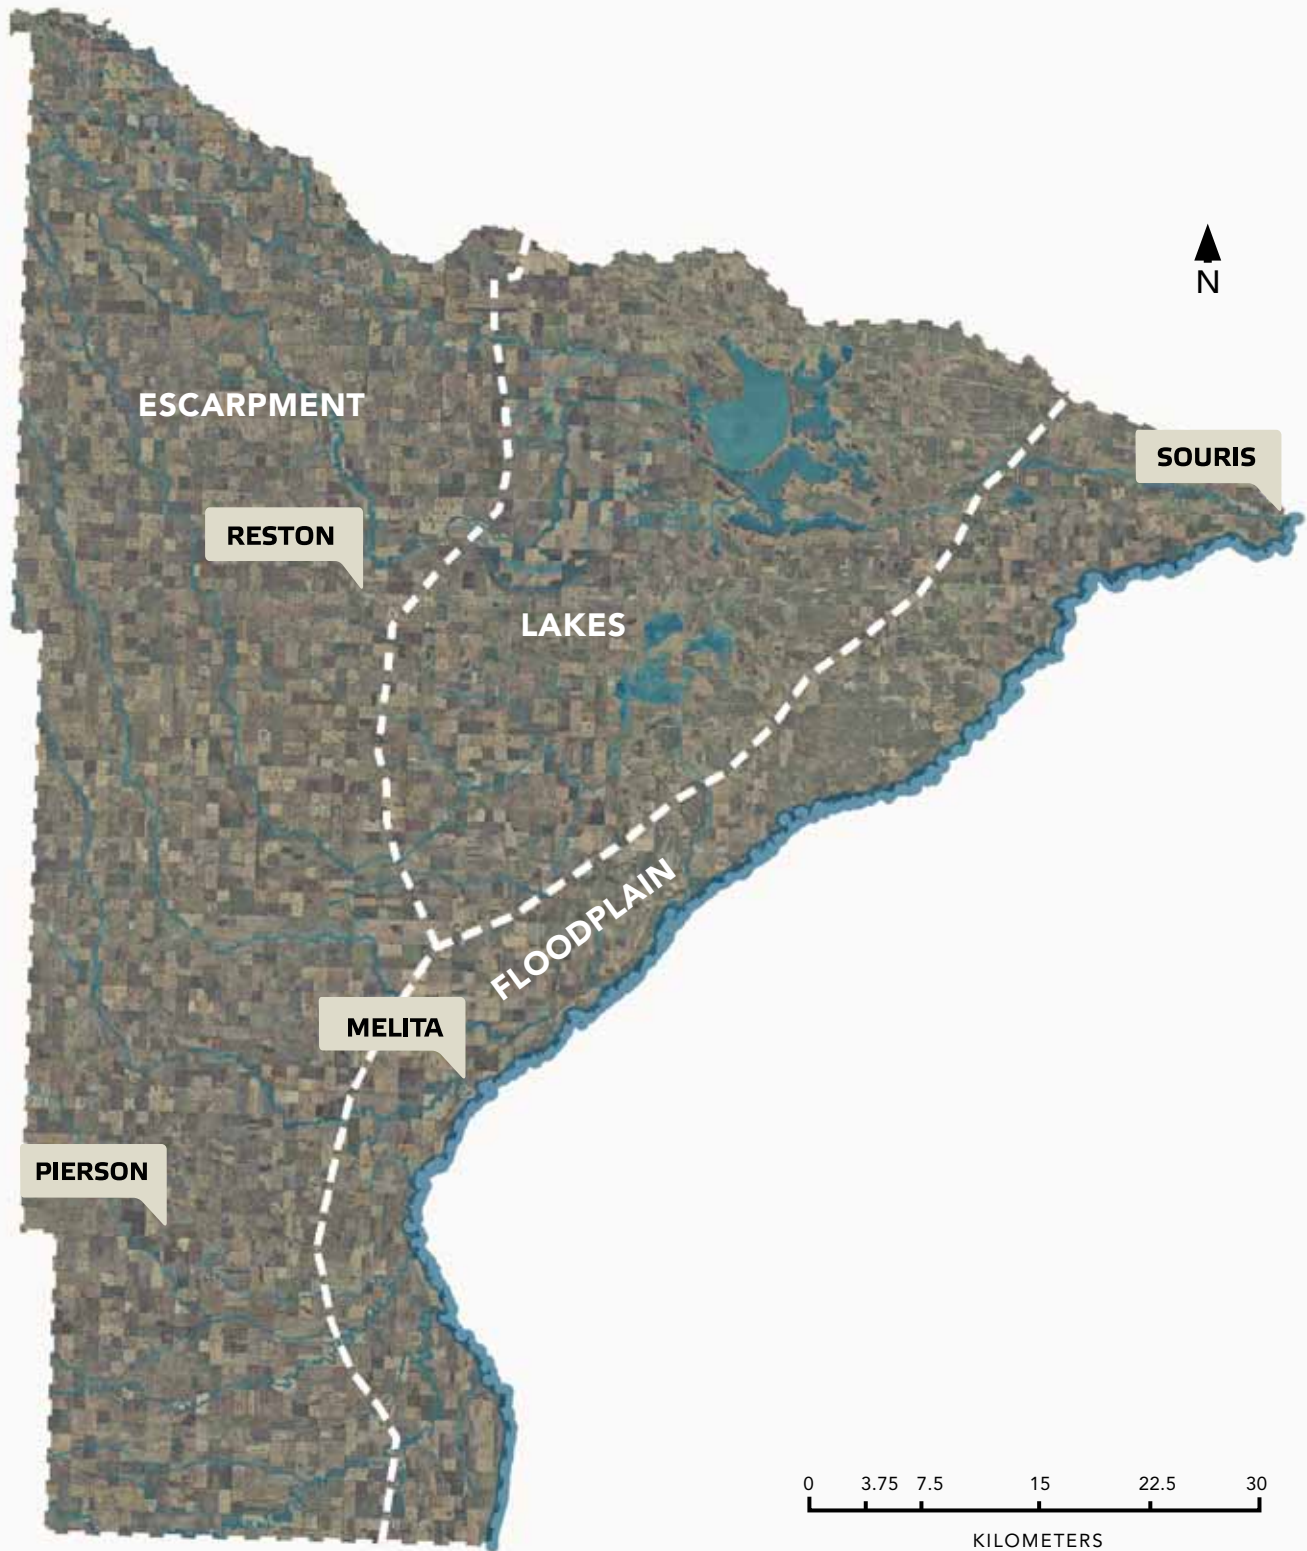 N
ESCARPMENT
SOURIS
RESTON
LAKES
FLOODPLAIN
MELITA
PIERSON
0 3.75 7.5 15 22.5 30
KILOMETERS